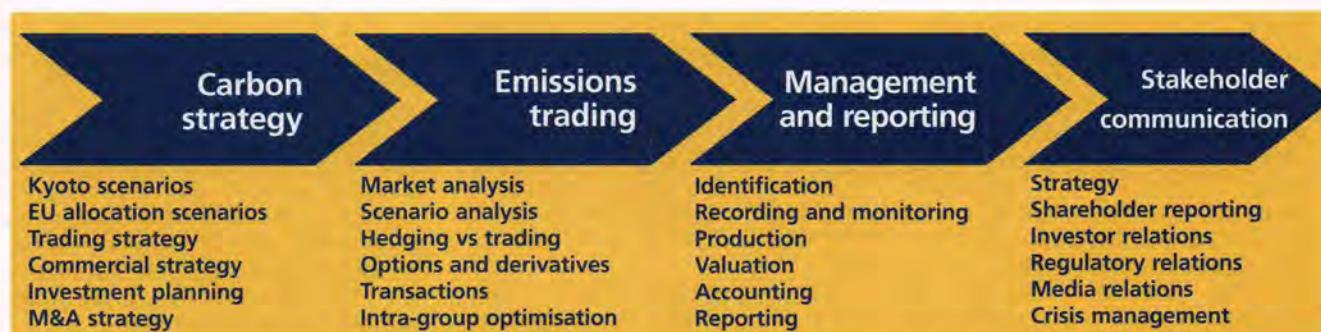 Carbon
strategy
Kyoto scenarios
EU allocation scenarios
Trading strategy
Commercial strategy
Investment planning
M&A strategy
Emissions
trading
Market analysis
Scenario analysis
Hedging vs trading
Options and derivatives
Transactions
Intra-group optimisation
Management
and reporting
Identification
Recording and monitoring
Production
Valuation
Accounting
Reporting
Stakeholder
communication
Strategy
Shareholder reporting
Investor relations
Regulatory relations
Media relations
Crisis management